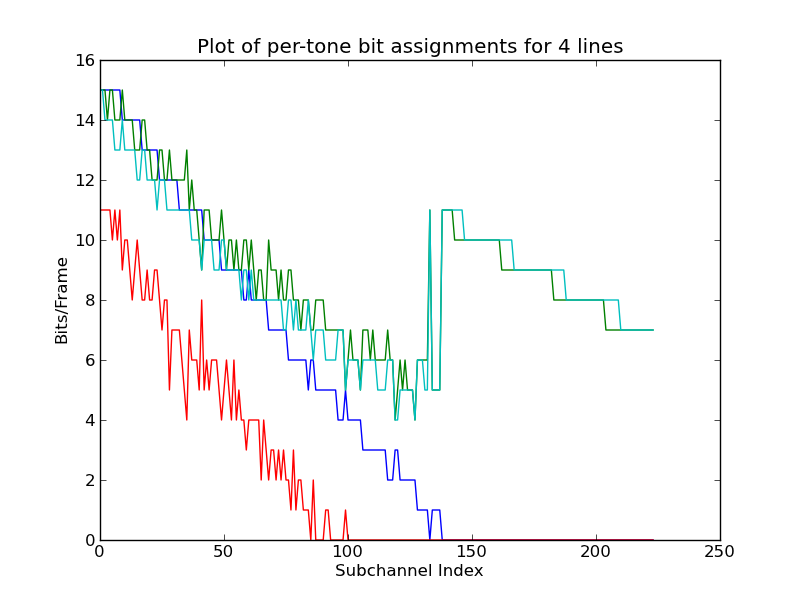 Plot of per-tone bit assignments for 4 lines
16
14
12
10
8
6
4
2
0
Bits/Frame
0 50 100 150 200 250
Subchannel Index